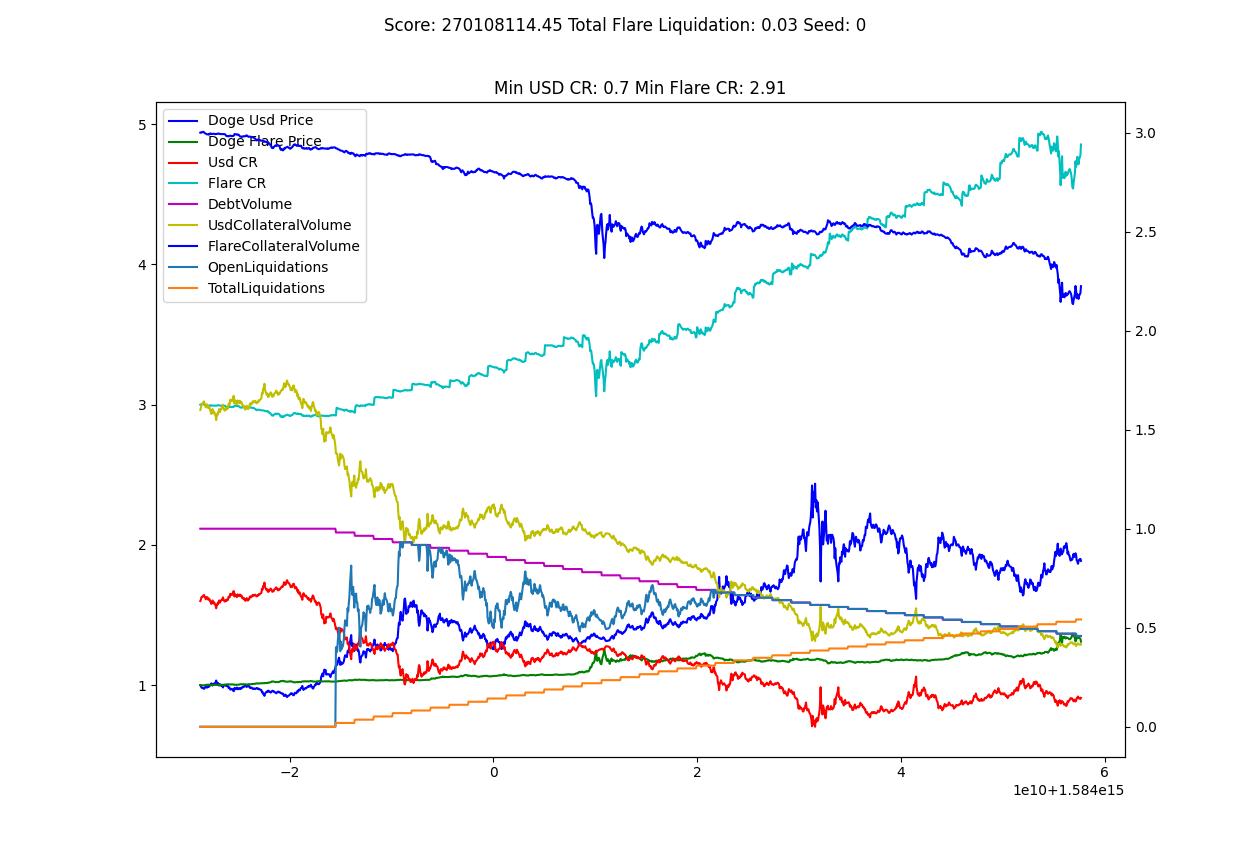 Score: 270108114.45 Total Flare Liquidation: 0.03 Seed: 0
Min USD CR: 0.7 Min Flare CR: 2.91
Doge Usd Price
Doge Flare Price
Usd CR
Flare CR
DebtVolume
UsdCollateralVolume
FlareCollateralVolume
OpenLiquidations
TotalLiquidations
5
4
3
2
1
3.0
2.5
2.0
1.5
1.0
0.5
0.0
−2
0
2
4
6
1e10+1.584e15